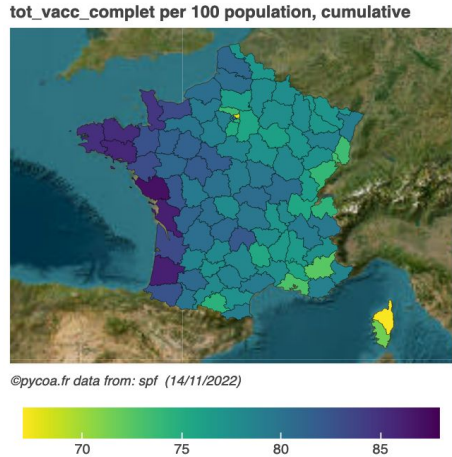 tot_vacc_complet per 100 population, cumulative
©pycoa.fr data from: spf (14/11/2022)
70 75 80 85